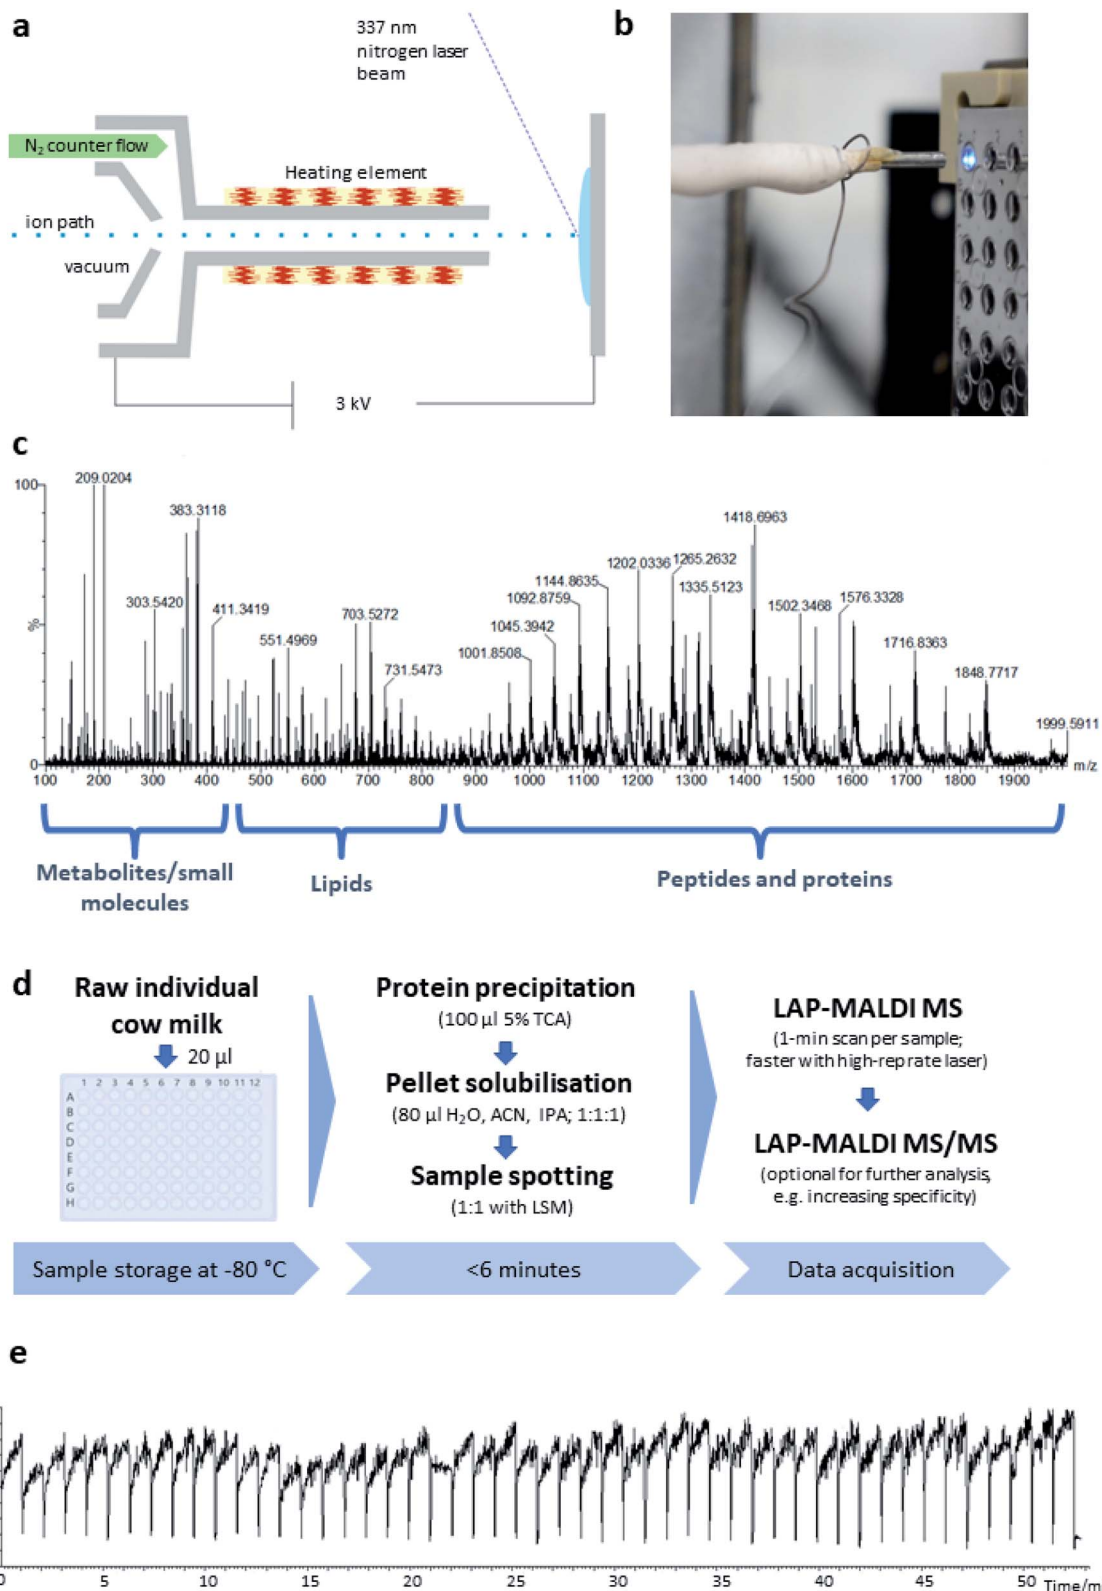 a
337 nm
nitrogen laser
beam
N₂ counter flow
Heating element
ion path
vacuum
3 kV
b
c
100
%
0
209.0204
383.3118
303.5420
411.3419
551.4969
703.5272
731.5473
1001.8508
1045.3942
1092.8759
1144.8635
1202.0336
1265.2632
1335.5123
1418.6963
1502.3468
1576.3328
1716.8363
1848.7717
1999.5911
100 200 300 400 500 600 700 800 900 1000 1100 1200 1300 1400 1500 1600 1700 1800 1900
m/z
Metabolites/small
molecules
Lipids
Peptides and proteins
d
Raw individual
cow milk
20 µl
1 2 3 4 5 6 7 8 9 10 11 12
A
B
C
D
E
F
G
H
Protein precipitation
(100 µl 5% TCA)
Pellet solubilisation
(80 µl H₂O, ACN, IPA; 1:1:1)
Sample spotting
(1:1 with LSM)
LAP-MALDI MS
(1-min scan per sample;
faster with high-rep rate laser)
LAP-MALDI MS/MS
(optional for further analysis,
e.g. increasing specificity)
Sample storage at -80 °C
<6 minutes
Data acquisition
e
5 10 15 20 25 30 35 40 45 50
Time/m